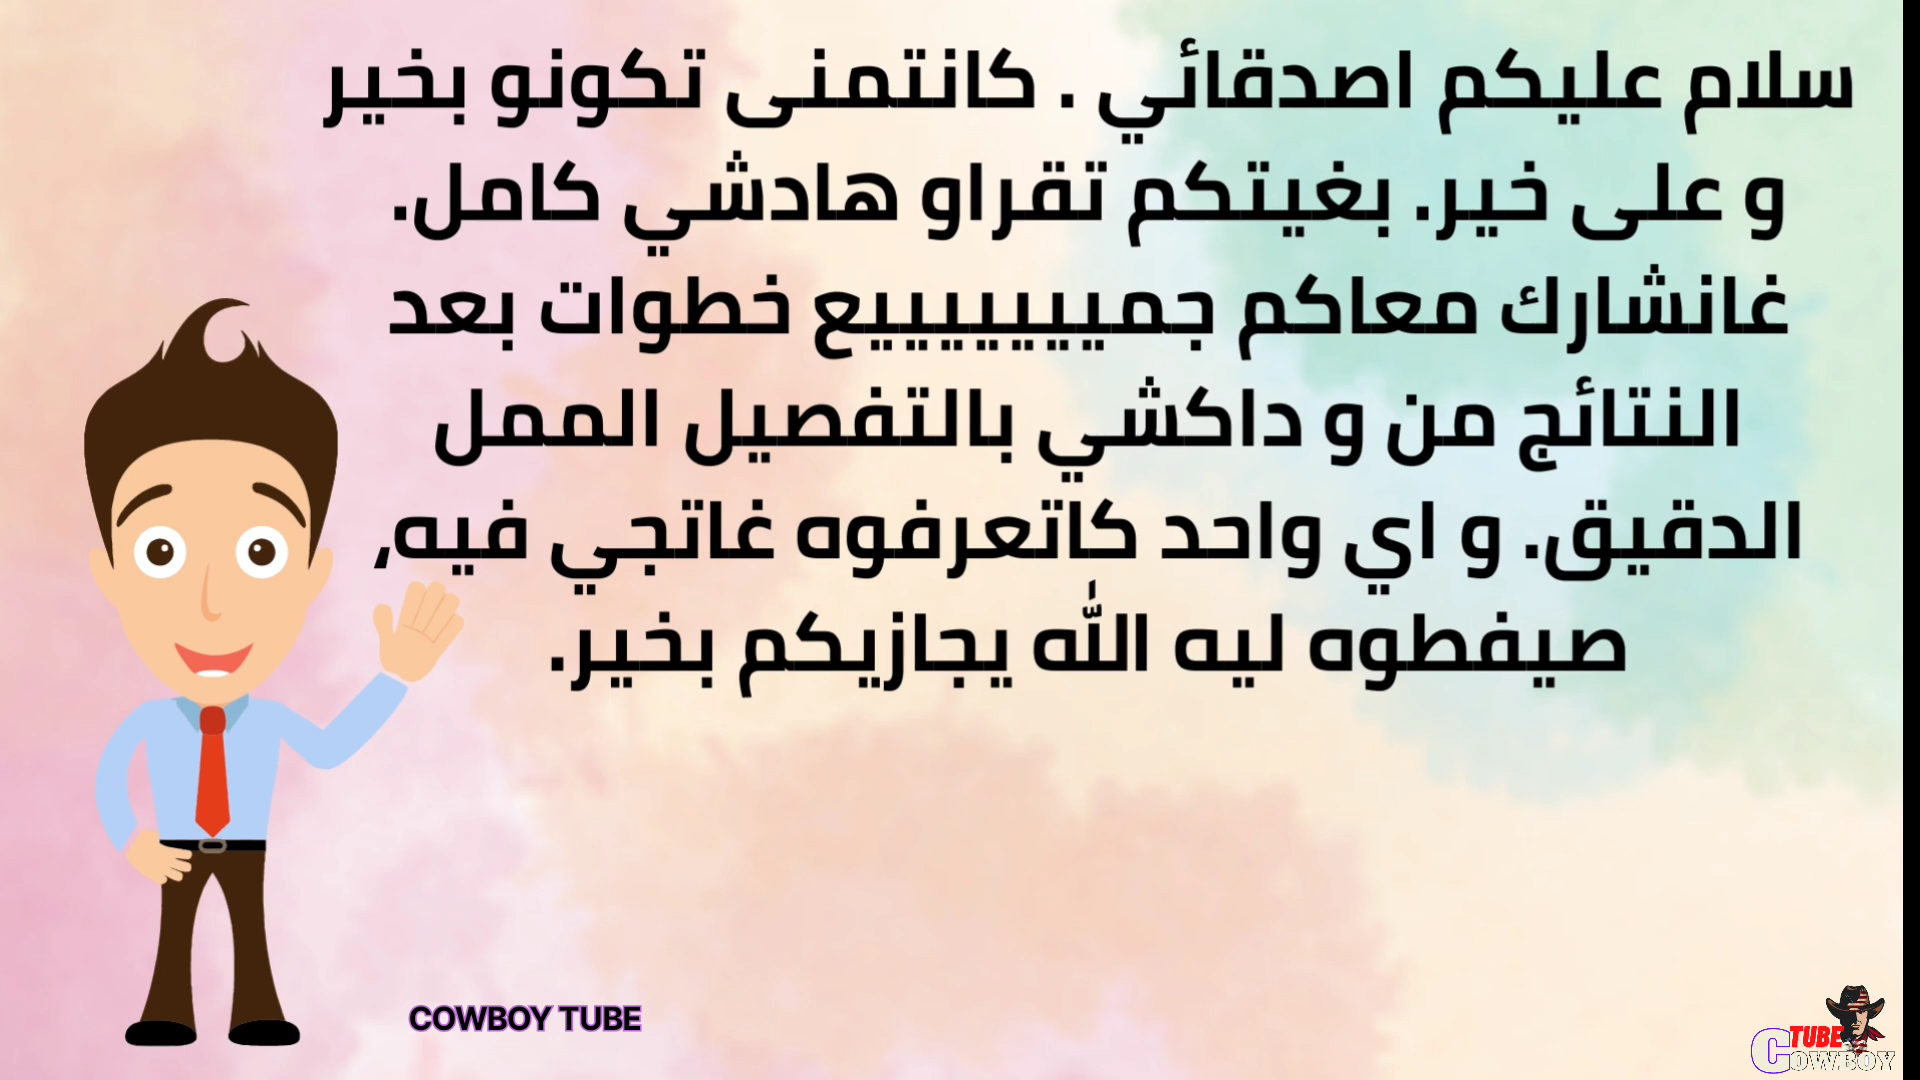 سلام عليكم اصدقائي . كانتمنى تكونو بخير
و على خير. بغيتكم تقراو هادشي كامل.
غانشارك معاكم جمييييييييع خطوات بعد
النتائج من و داكشي بالتفصيل الممل
الدقيق. و اي واحد كاتعرفوه غاتجي فيه,
صيفطوه ليه الله يجازيكم بخير.
COWBOY TUBE
TUBE
COWBOY